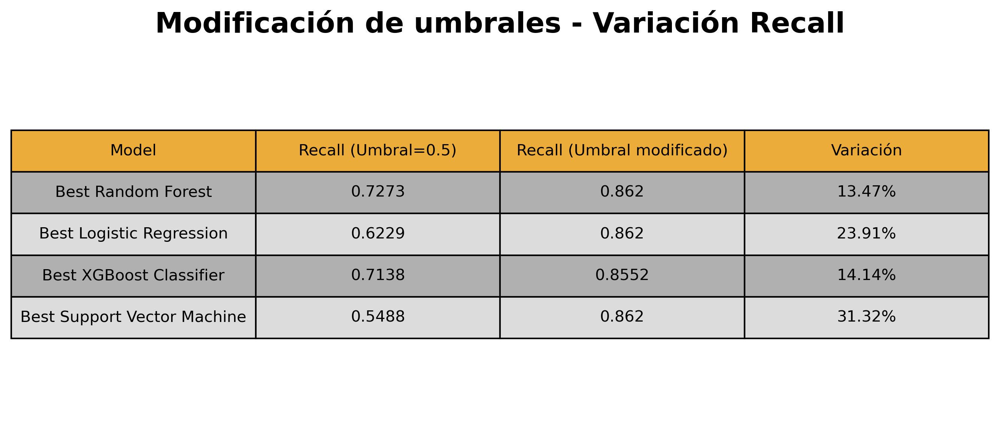 Modificación de umbrales - Variación Recall
Model Recall (Umbral=0.5) Recall (Umbral modificado) Variación
Best Random Forest 0.7273 0.862 13.47%
Best Logistic Regression 0.6229 0.862 23.91%
Best XGBoost Classifier 0.7138 0.8552 14.14%
Best Support Vector Machine 0.5488 0.862 31.32%